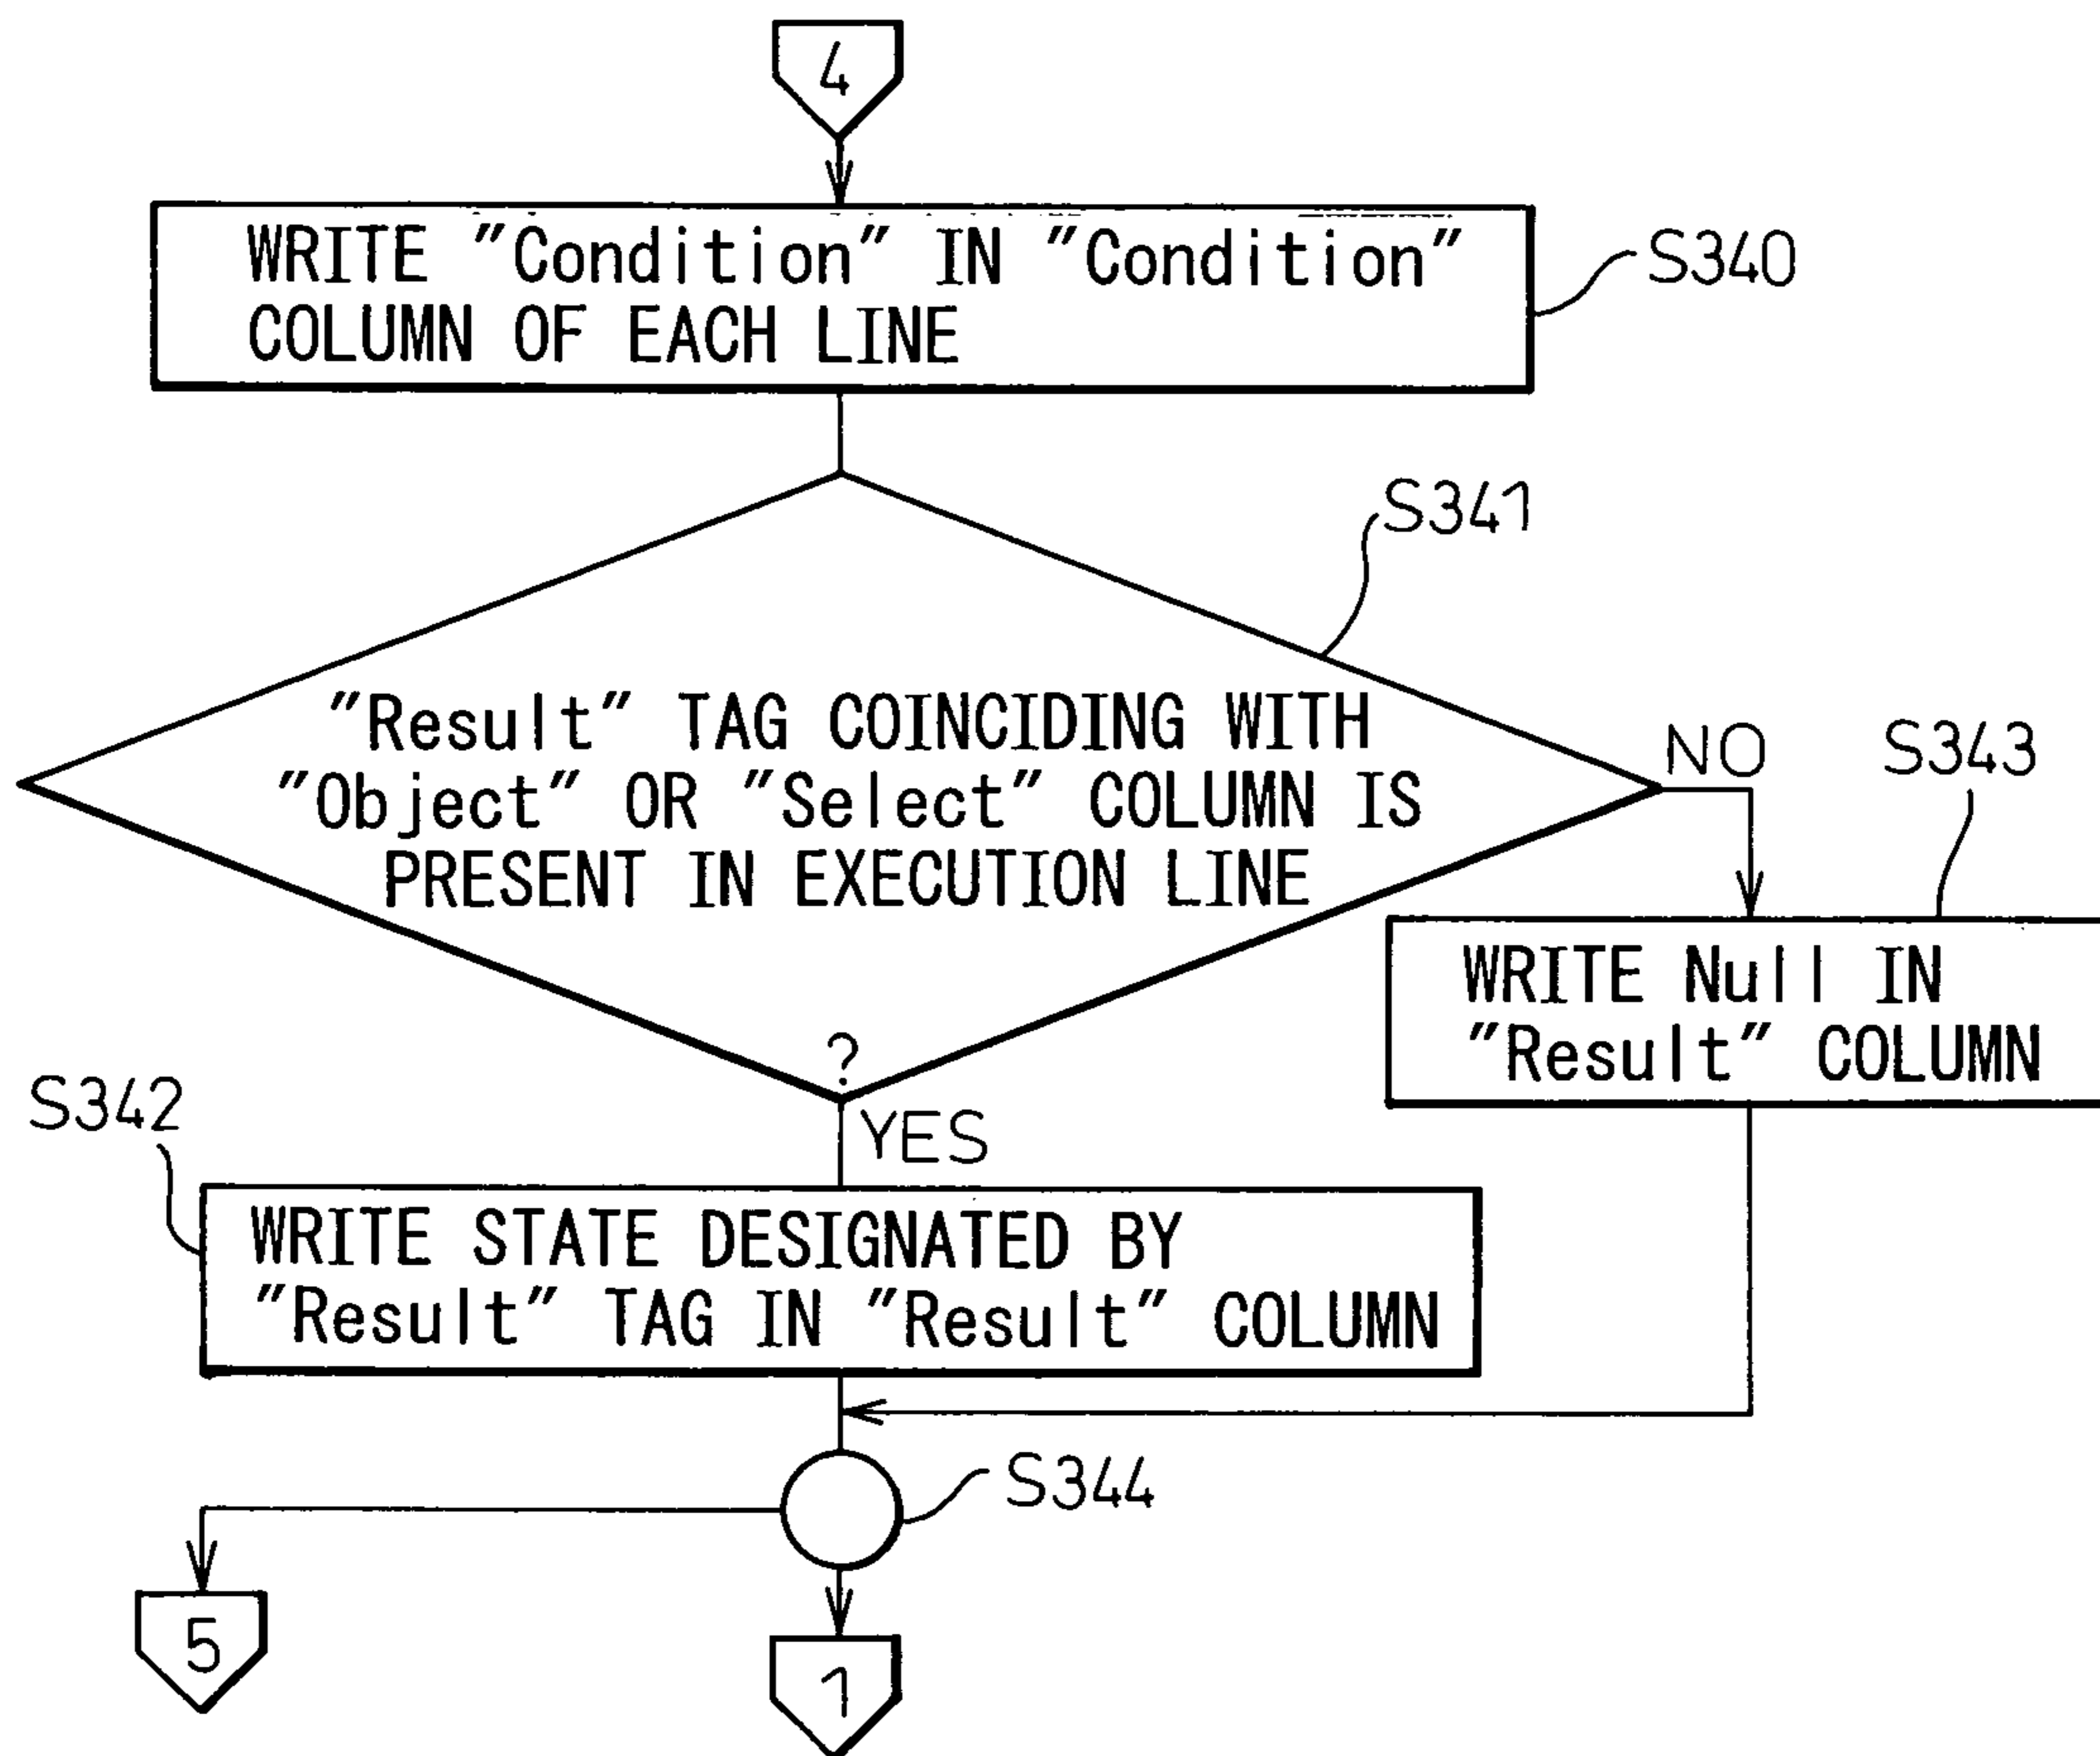 4
WRITE "Condition" IN "Condition"
COLUMN OF EACH LINE
S340
S341
"Result" TAG COINCIDING WITH
"Object" OR "Select" COLUMN IS
PRESENT IN EXECUTION LINE
?
NO
S343
WRITE Null IN
"Result" COLUMN
YES
S342
WRITE STATE DESIGNATED BY
"Result" TAG IN "Result" COLUMN
S344
5
1